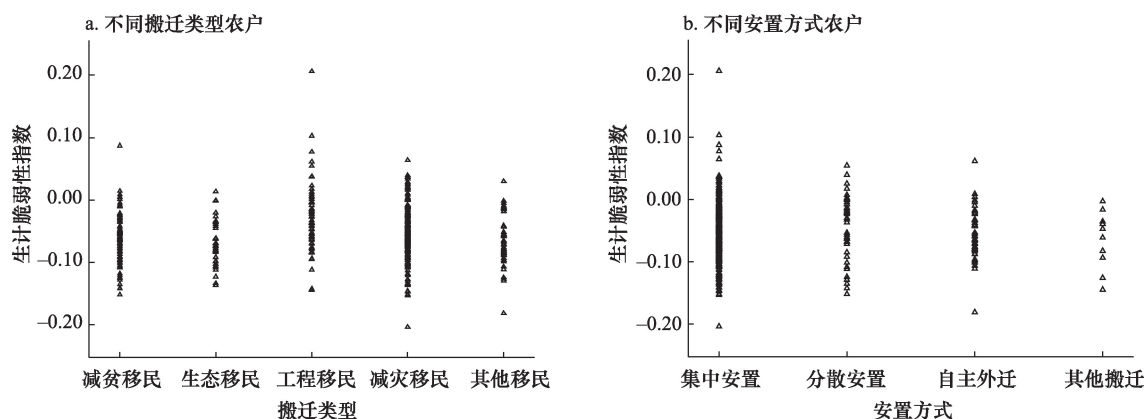 a. 不同搬迁类型农户
0.20
0.10
0.00
–0.10
–0.20
生计脆弱性指数
减贫移民 生态移民 工程移民 减灾移民 其他移民
搬迁类型
b. 不同安置方式农户
0.20
0.10
0.00
–0.10
–0.20
生计脆弱性指数
集中安置 分散安置 自主外迁 其他搬迁
安置方式